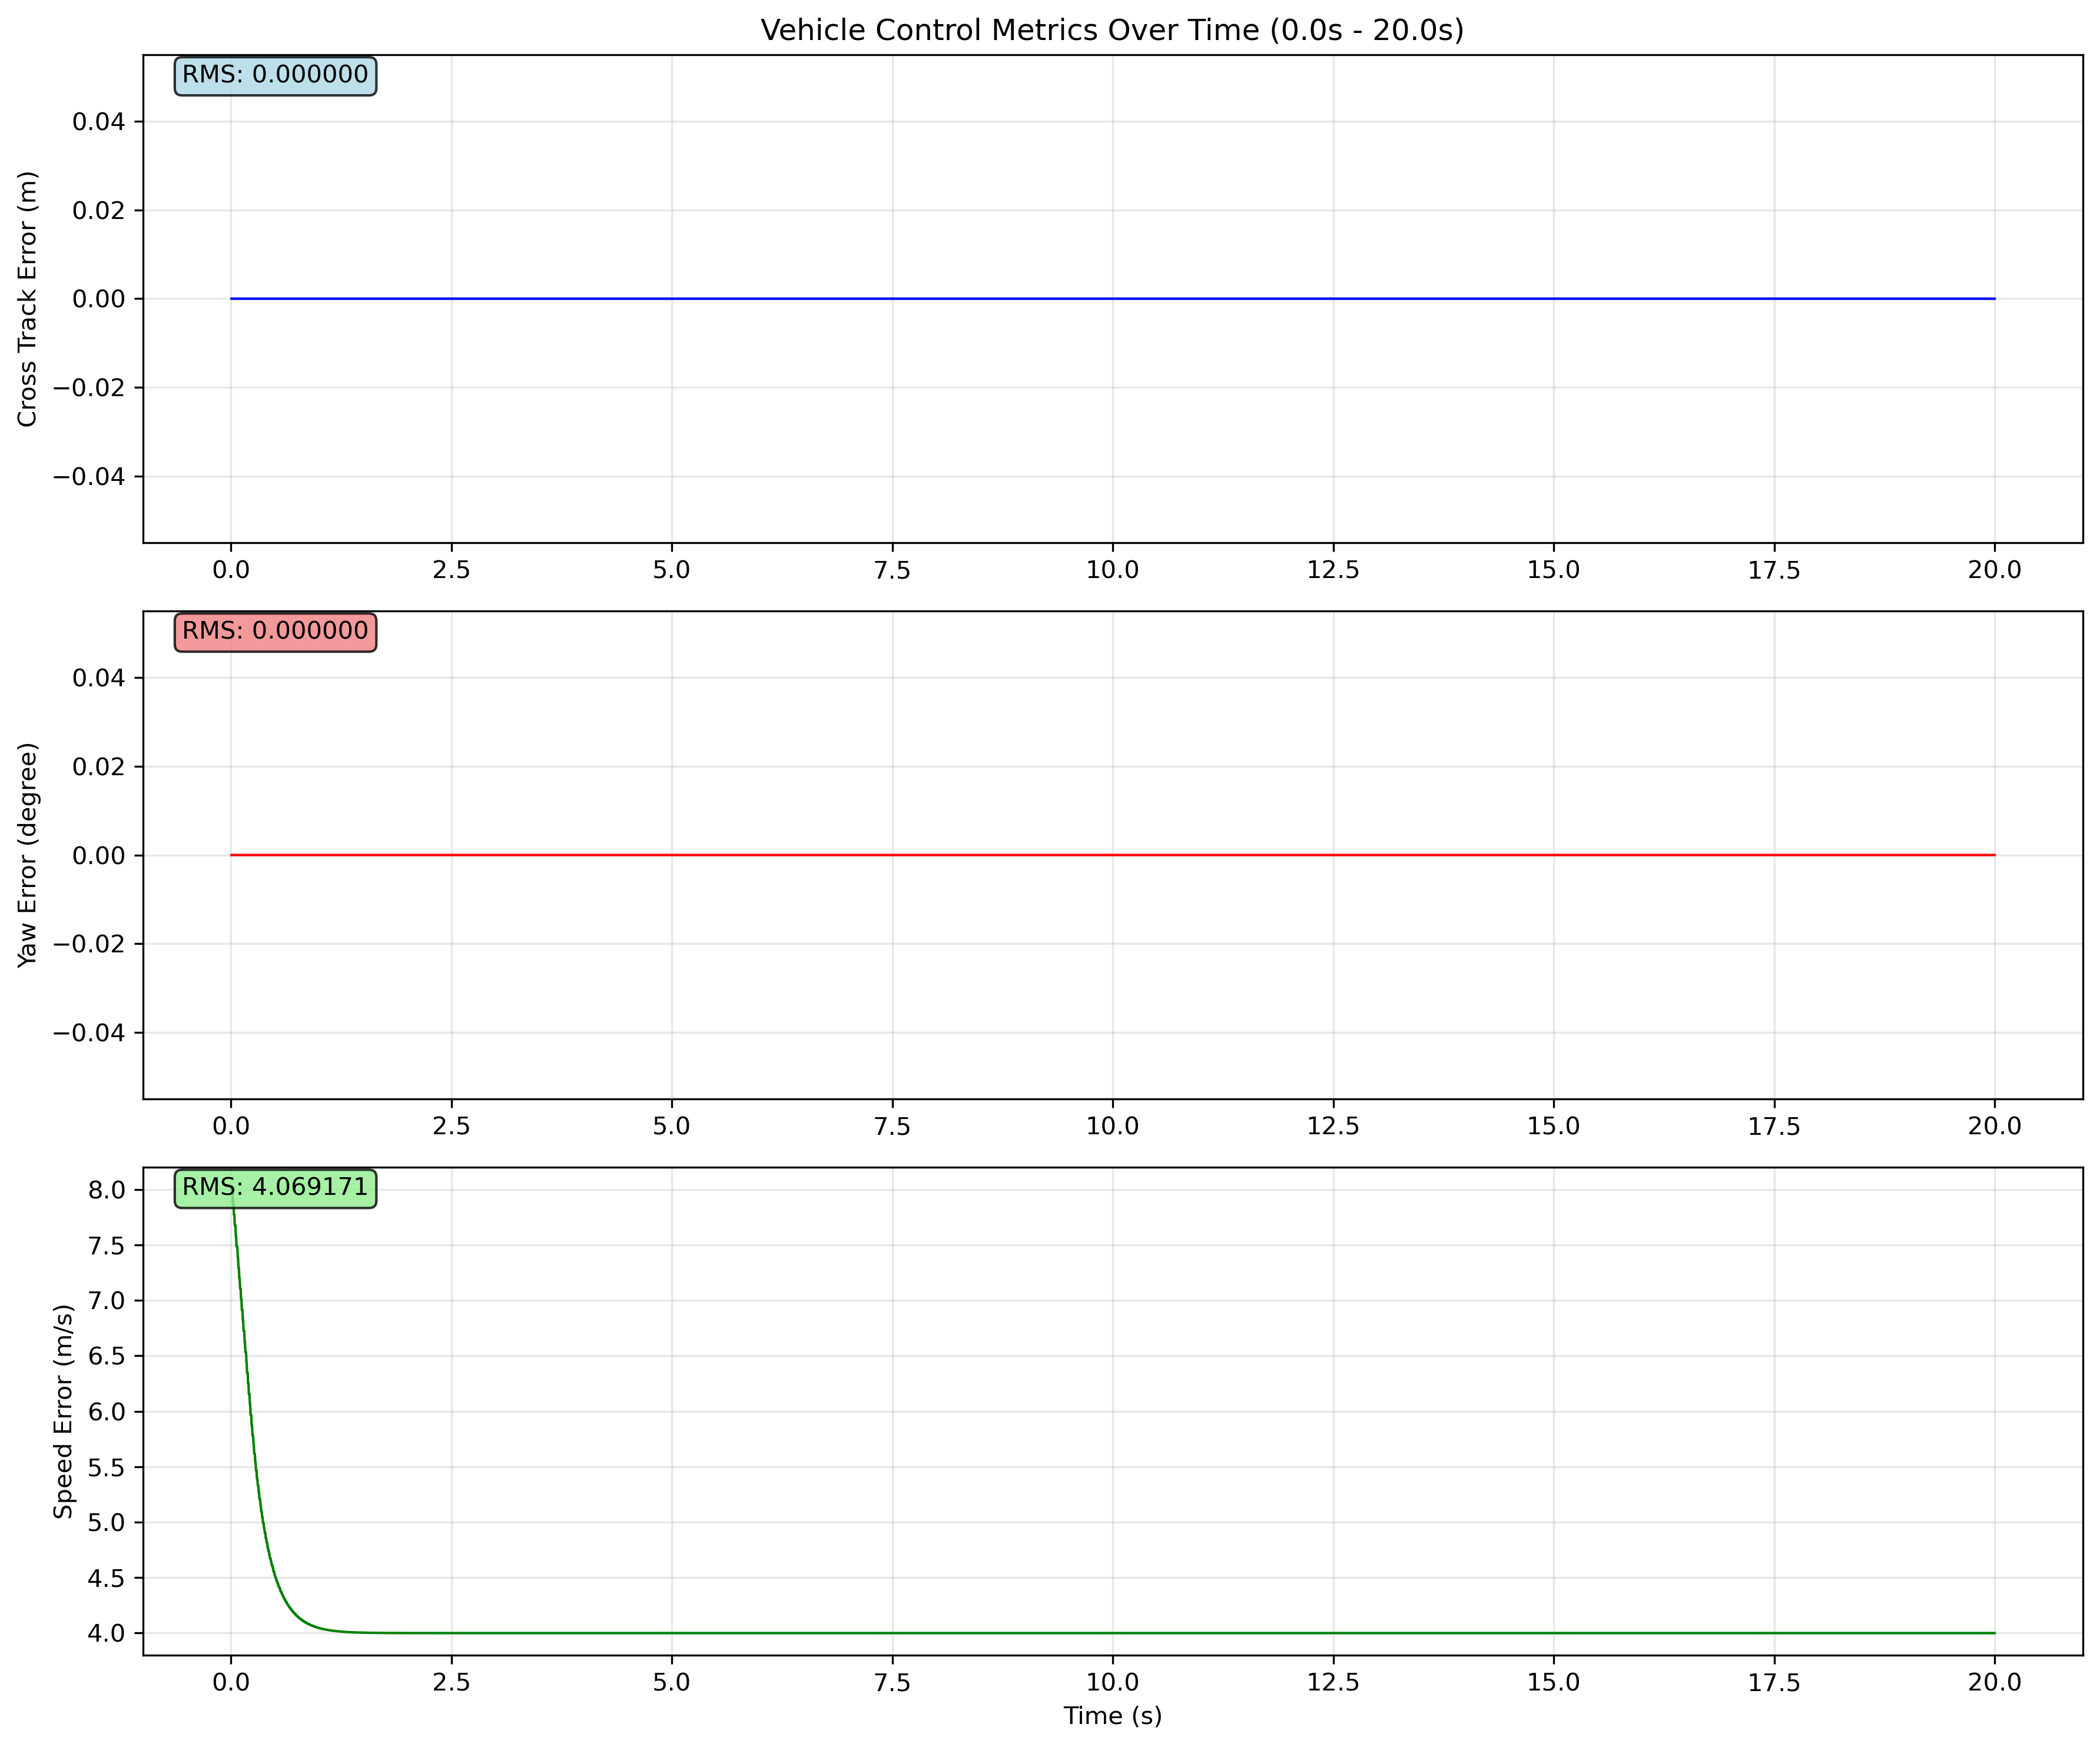 Vehicle Control Metrics Over Time (0.0s - 20.0s)
RMS: 0.000000
Cross Track Error (m)
0.04
0.02
0.00
−0.02
−0.04
0.0 2.5 5.0 7.5 10.0 12.5 15.0 17.5 20.0
RMS: 0.000000
Yaw Error (degree)
0.04
0.02
0.00
−0.02
−0.04
0.0 2.5 5.0 7.5 10.0 12.5 15.0 17.5 20.0
RMS: 4.069171
Speed Error (m/s)
8.0
7.5
7.0
6.5
6.0
5.5
5.0
4.5
4.0
0.0 2.5 5.0 7.5 10.0 12.5 15.0 17.5 20.0
Time (s)